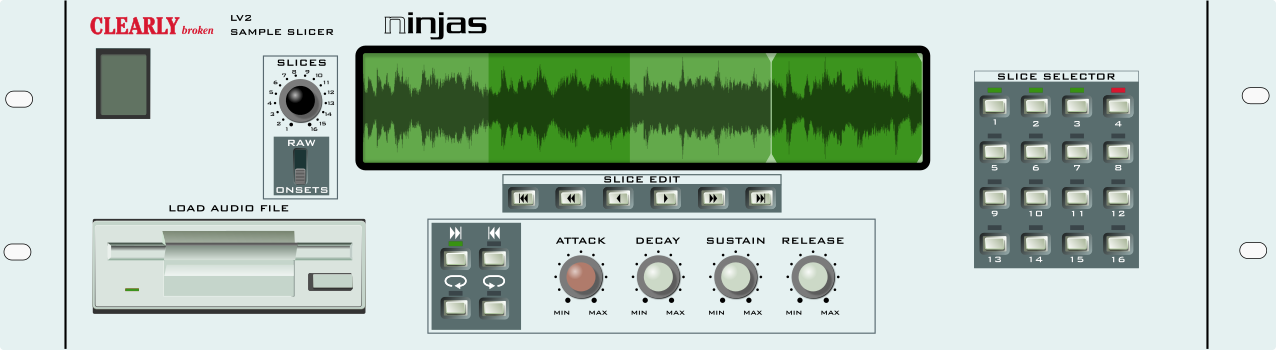 CLEARLY broken
LV2
SAMPLE SLICER
ninjas
SLICES
1 2 3 4 5 6 7 8 9 10 11 12 13 14 15 16
RAW
ONSETS
LOAD AUDIO FILE
SLICE EDIT
ATTACK DECAY SUSTAIN RELEASE
MIN MAX MIN MAX MIN MAX MIN MAX
SLICE SELECTOR
1 2 3 4
5 6 7 8
9 10 11 12
13 14 15 16